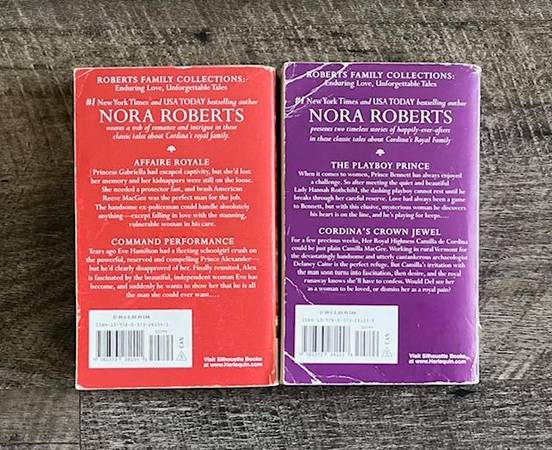 ROBERTS FAMILY COLLECTIONS:
Enduring Love, Unforgettable Tales
#1 New York Times and USA TODAY bestselling author
NORA ROBERTS
weaves a web of romance and intrigue in these
classic tales about Cordina's royal family.
AFFAIRE ROYALE
Princess Gabriella had escaped captivity, but she'd lost
her memory and her kidnappers were still on the loose.
She needed a protector fast, and brash American
Reeve MacGee was the perfect man for the job.
The handsome ex-policeman could handle absolutely
anything—except falling in love with the stunning,
vulnerable woman in his care.
COMMAND PERFORMANCE
Years ago Eve Hamilton had a fleeting schoolgirl crush on
the powerful, reserved and compelling Prince Alexander—
but he'd clearly disapproved of her. Finally reunited, Alex
is fascinated by the beautiful, independent woman Eve has
become, and suddenly he wants to show her that he is all
the man she could ever want....
EAN
Visit Silhouette Books
at www.Harlequin.com
ROBERTS FAMILY COLLECTIONS:
Enduring Love, Unforgettable Tales
#1 New York Times and USA TODAY bestselling author
NORA ROBERTS
presents two timeless stories of happily-ever-afters
in these classic tales about Cordina's Royal Family
THE PLAYBOY PRINCE
When it comes to women, Prince Bennett has always enjoyed
a challenge. So after meeting the quiet and beautiful
Lady Hannah Rothchild, the dashing playboy cannot rest until he
breaks through her careful reserve. Love had always been a game
to Bennett, but with this elusive, mysterious woman he discovers
his heart is on the line, and he's playing for keeps....
CORDINA'S CROWN JEWEL
For a few precious weeks, Her Royal Highness Camilla de Cordina
could be just plain Camilla MacGee. Working in rural Vermont for
the devastatingly handsome and utterly cantankerous archaeologist
Delaney Caine is the perfect refuge. But Camilla's irritation with
the man soon turns into fascination, then desire, and the royal
runaway knows she'll have to confess. Would Del see her
as a woman to be loved, or dismiss her as a royal pain?
EAN
Visit Silhouette Books
at www.Harlequin.com